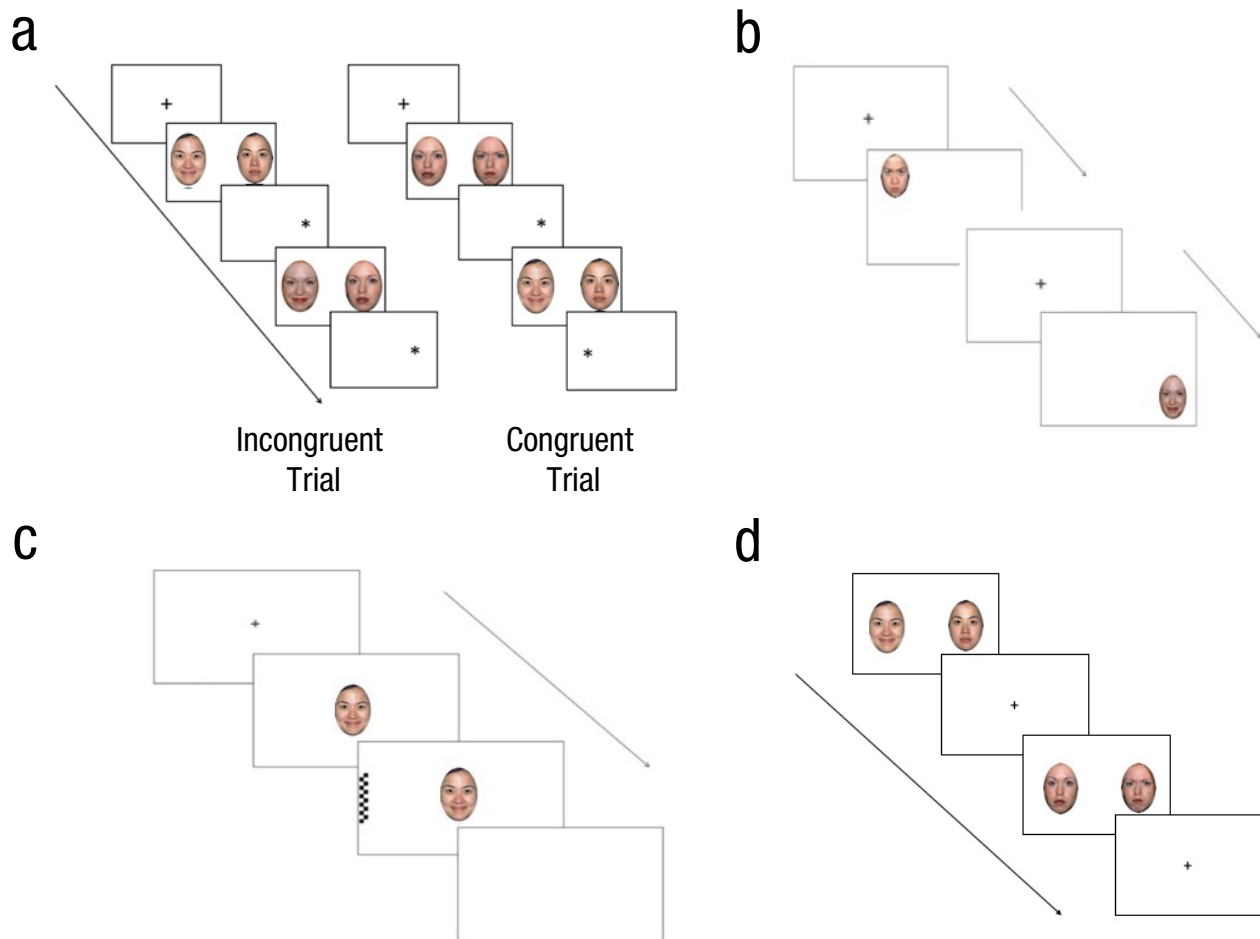 a
b
+
+
+
*
*
+
*
*
Incongruent
Trial
Congruent
Trial
c
d
+
+
+